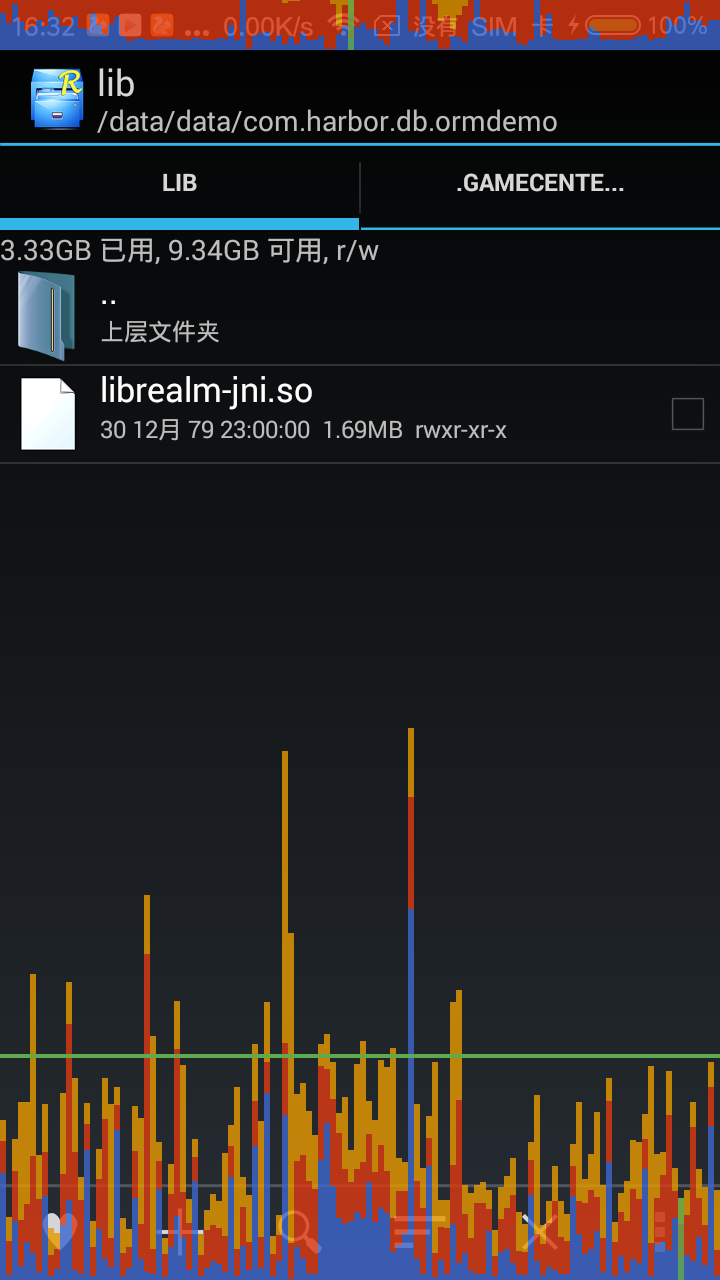 16:32 ... 0.00K/s 没有 SIM 卡 100%
lib
/data/data/com.harbor.db.ormdemo
LIB .GAMECENTE...
3.33GB 已用, 9.34GB 可用, r/w
..
上层文件夹
librealm-jni.so
30 12月 79 23:00:00 1.69MB rwxr-xr-x